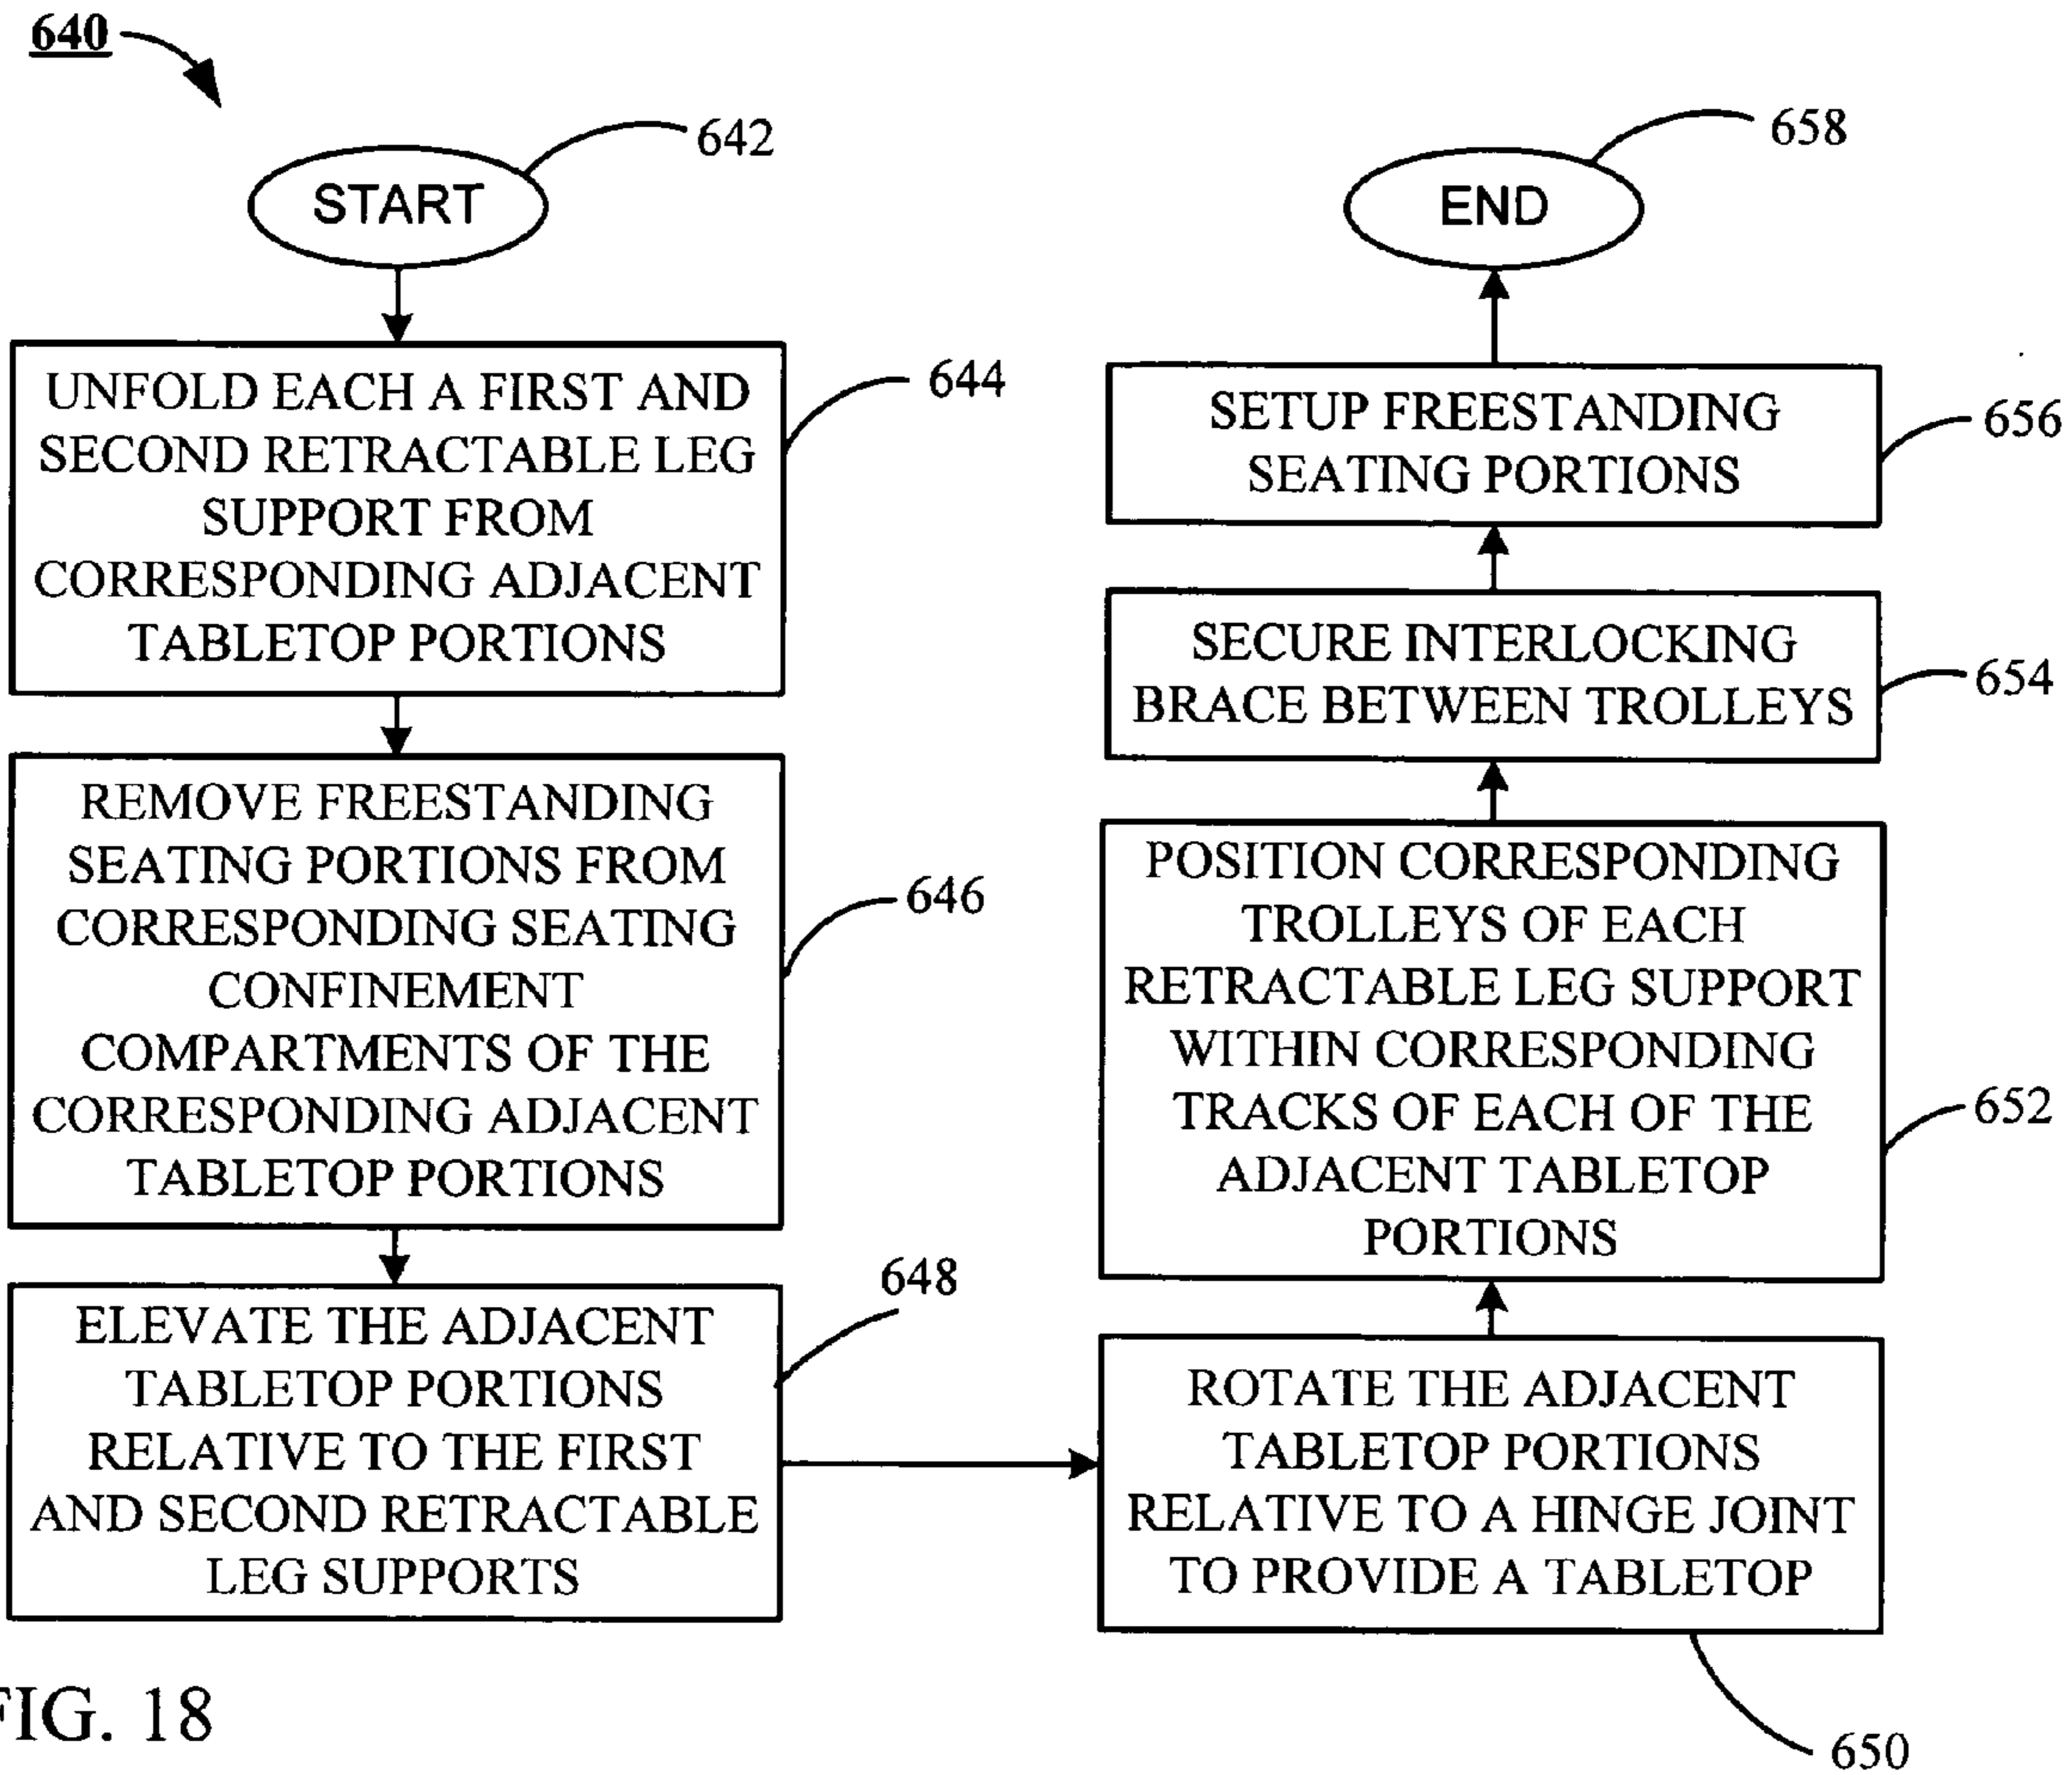 640
START
642
UNFOLD EACH A FIRST AND
SECOND RETRACTABLE LEG
SUPPORT FROM
CORRESPONDING ADJACENT
TABLETOP PORTIONS
644
REMOVE FREESTANDING
SEATING PORTIONS FROM
CORRESPONDING SEATING
CONFINEMENT
COMPARTMENTS OF THE
CORRESPONDING ADJACENT
TABLETOP PORTIONS
646
ELEVATE THE ADJACENT
TABLETOP PORTIONS
RELATIVE TO THE FIRST
AND SECOND RETRACTABLE
LEG SUPPORTS
648
ROTATE THE ADJACENT
TABLETOP PORTIONS
RELATIVE TO A HINGE JOINT
TO PROVIDE A TABLETOP
650
POSITION CORRESPONDING
TROLLEYS OF EACH
RETRACTABLE LEG SUPPORT
WITHIN CORRESPONDING
TRACKS OF EACH OF THE
ADJACENT TABLETOP
PORTIONS
652
SECURE INTERLOCKING
BRACE BETWEEN TROLLEYS
654
SETUP FREESTANDING
SEATING PORTIONS
656
END
658
FIG. 18